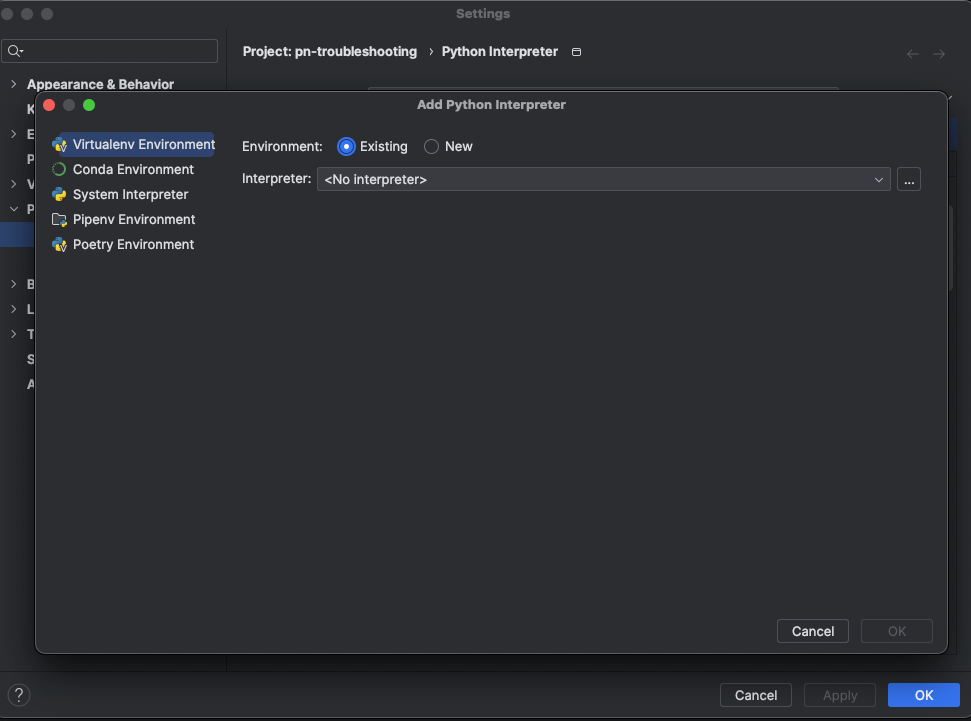 Settings
Project: pn-troubleshooting › Python Interpreter
Appearance & Behavior
K
E
P
V
P
B
L
T
S
A
Add Python Interpreter
Virtualenv Environment
Conda Environment
System Interpreter
Pipenv Environment
Poetry Environment
Environment: Existing New
Interpreter: <No interpreter> ...
Cancel OK
? Cancel Apply OK